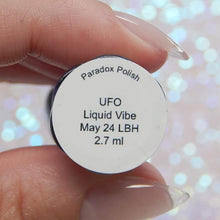 Paradox Polish
UFO
Liquid Vibe
May 24 LBH
2.7 ml